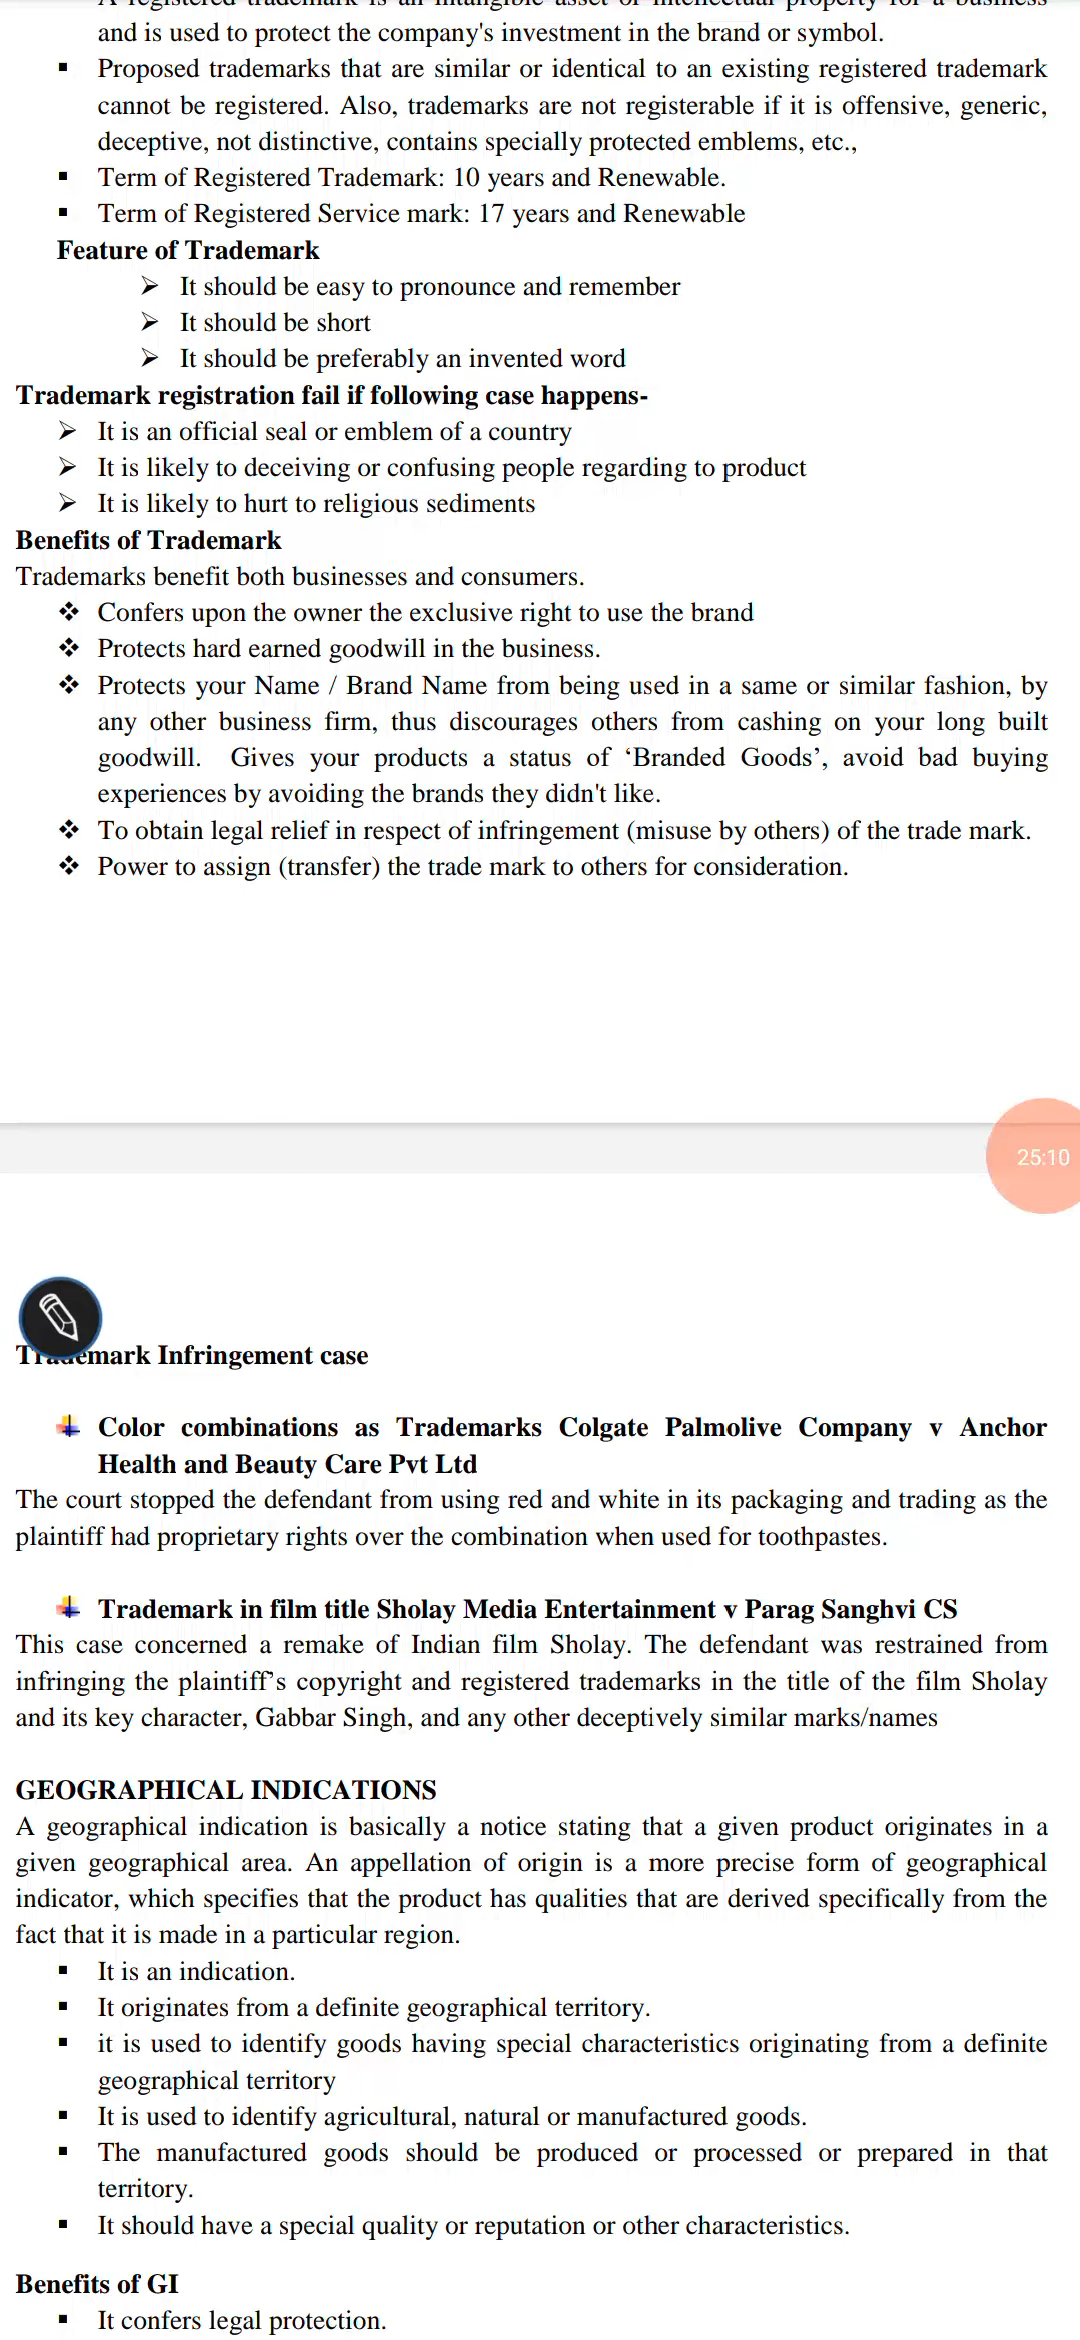 A registered trademark is an intangible asset or intellectual property for a business
and is used to protect the company's investment in the brand or symbol.
▪ Proposed trademarks that are similar or identical to an existing registered trademark
cannot be registered. Also, trademarks are not registerable if it is offensive, generic,
deceptive, not distinctive, contains specially protected emblems, etc.,
▪ Term of Registered Trademark: 10 years and Renewable.
▪ Term of Registered Service mark: 17 years and Renewable
Feature of Trademark
➢ It should be easy to pronounce and remember
➢ It should be short
➢ It should be preferably an invented word
Trademark registration fail if following case happens-
➢ It is an official seal or emblem of a country
➢ It is likely to deceiving or confusing people regarding to product
➢ It is likely to hurt to religious sediments
Benefits of Trademark
Trademarks benefit both businesses and consumers.
❖ Confers upon the owner the exclusive right to use the brand
❖ Protects hard earned goodwill in the business.
❖ Protects your Name / Brand Name from being used in a same or similar fashion, by
any other business firm, thus discourages others from cashing on your long built
goodwill. Gives your products a status of ‘Branded Goods’, avoid bad buying
experiences by avoiding the brands they didn't like.
❖ To obtain legal relief in respect of infringement (misuse by others) of the trade mark.
❖ Power to assign (transfer) the trade mark to others for consideration.
25:10
Trademark Infringement case
Color combinations as Trademarks Colgate Palmolive Company v Anchor
Health and Beauty Care Pvt Ltd
The court stopped the defendant from using red and white in its packaging and trading as the
plaintiff had proprietary rights over the combination when used for toothpastes.
Trademark in film title Sholay Media Entertainment v Parag Sanghvi CS
This case concerned a remake of Indian film Sholay. The defendant was restrained from
infringing the plaintiff’s copyright and registered trademarks in the title of the film Sholay
and its key character, Gabbar Singh, and any other deceptively similar marks/names
GEOGRAPHICAL INDICATIONS
A geographical indication is basically a notice stating that a given product originates in a
given geographical area. An appellation of origin is a more precise form of geographical
indicator, which specifies that the product has qualities that are derived specifically from the
fact that it is made in a particular region.
▪ It is an indication.
▪ It originates from a definite geographical territory.
▪ it is used to identify goods having special characteristics originating from a definite
geographical territory
▪ It is used to identify agricultural, natural or manufactured goods.
▪ The manufactured goods should be produced or processed or prepared in that
territory.
▪ It should have a special quality or reputation or other characteristics.
Benefits of GI
▪ It confers legal protection.